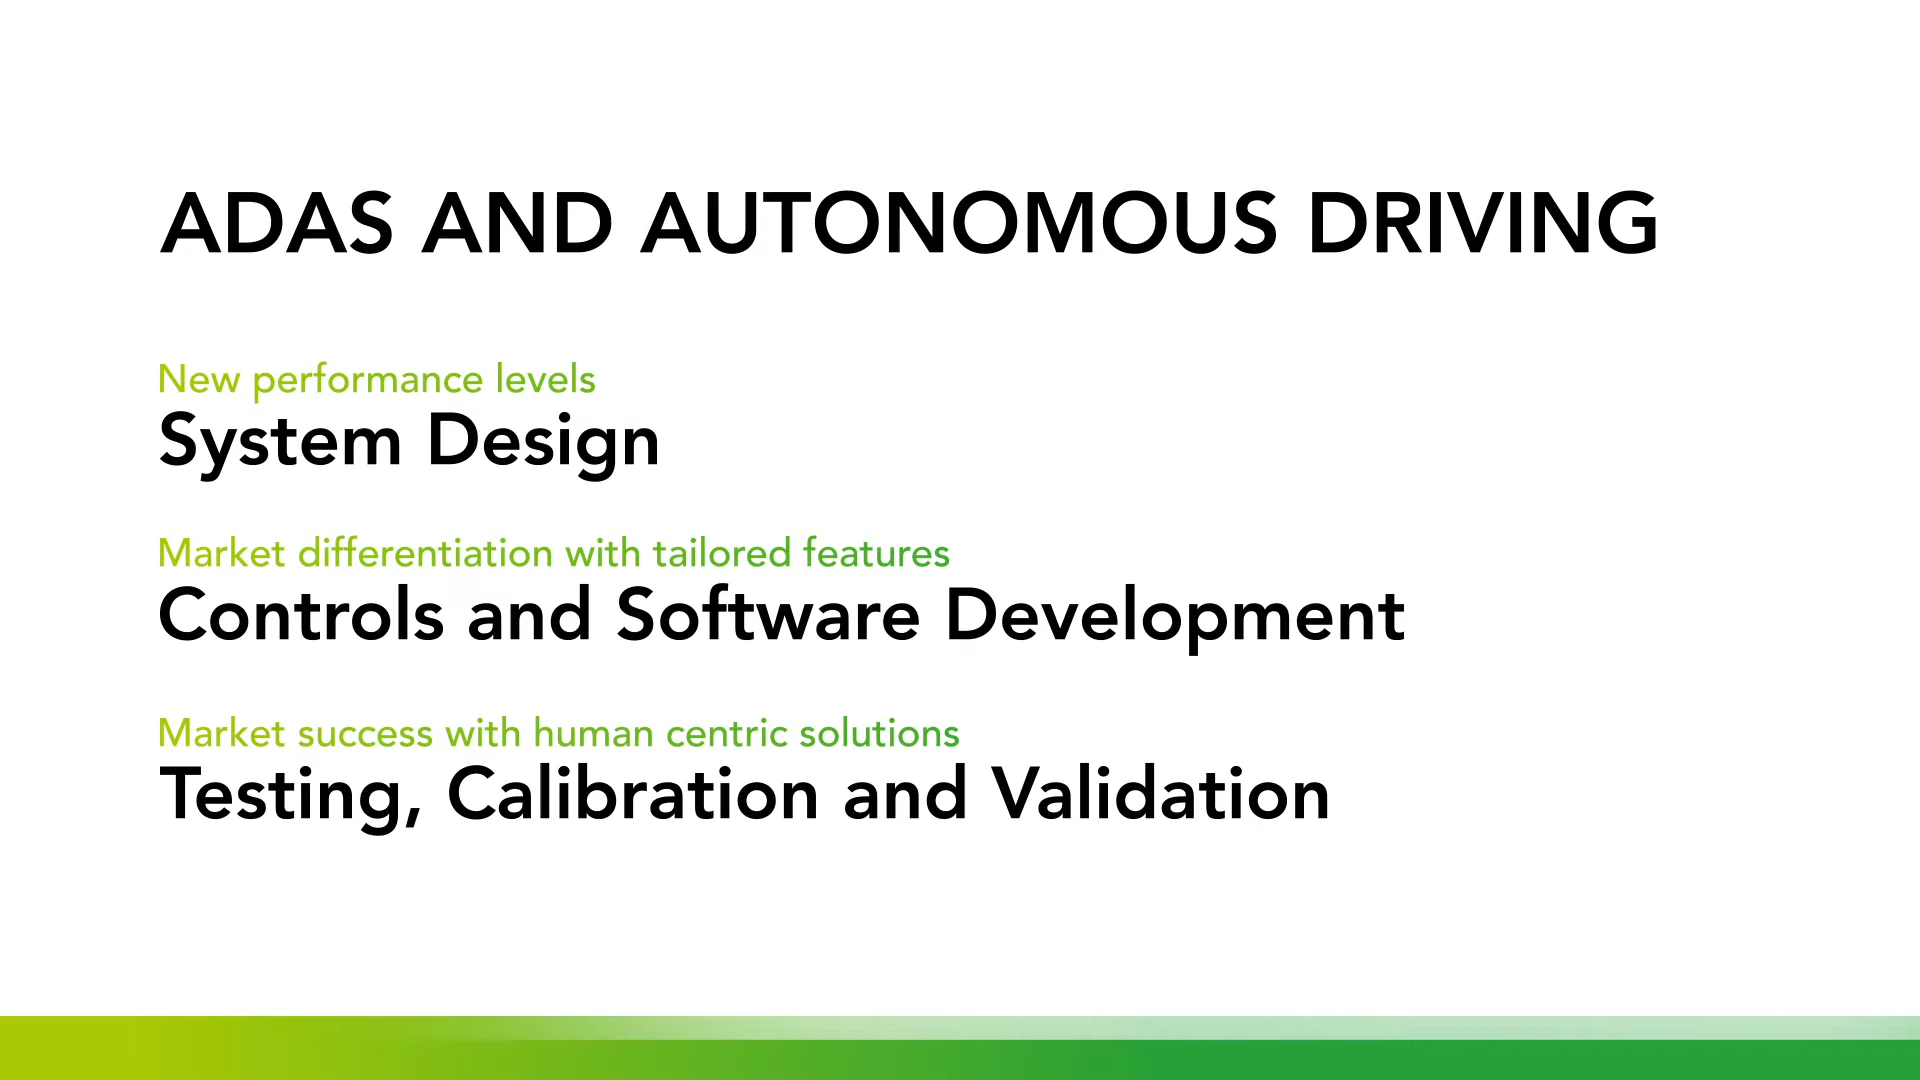 ADAS AND AUTONOMOUS DRIVING
New performance levels
System Design
Market differentiation with tailored features
Controls and Software Development
Market success with human centric solutions
Testing, Calibration and Validation